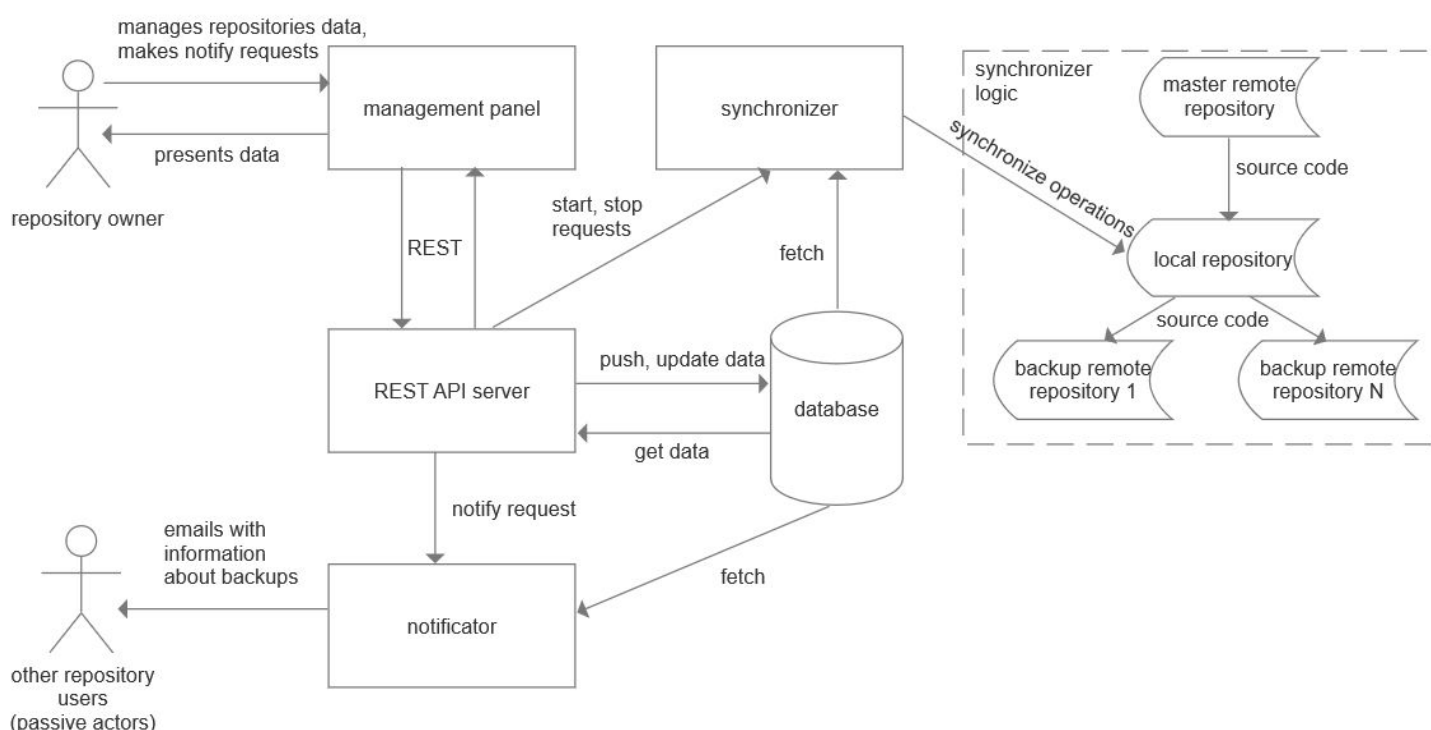 manages repositories data,
makes notify requests
management panel
presents data
repository owner
synchronizer
synchronizer
logic
master remote
repository
synchronize operations
source code
local repository
source code
backup remote
repository 1
backup remote
repository N
start, stop
requests
REST
fetch
REST API server
push, update data
database
get data
notify request
emails with
information
about backups
fetch
notificator
other repository
users
(passive actors)